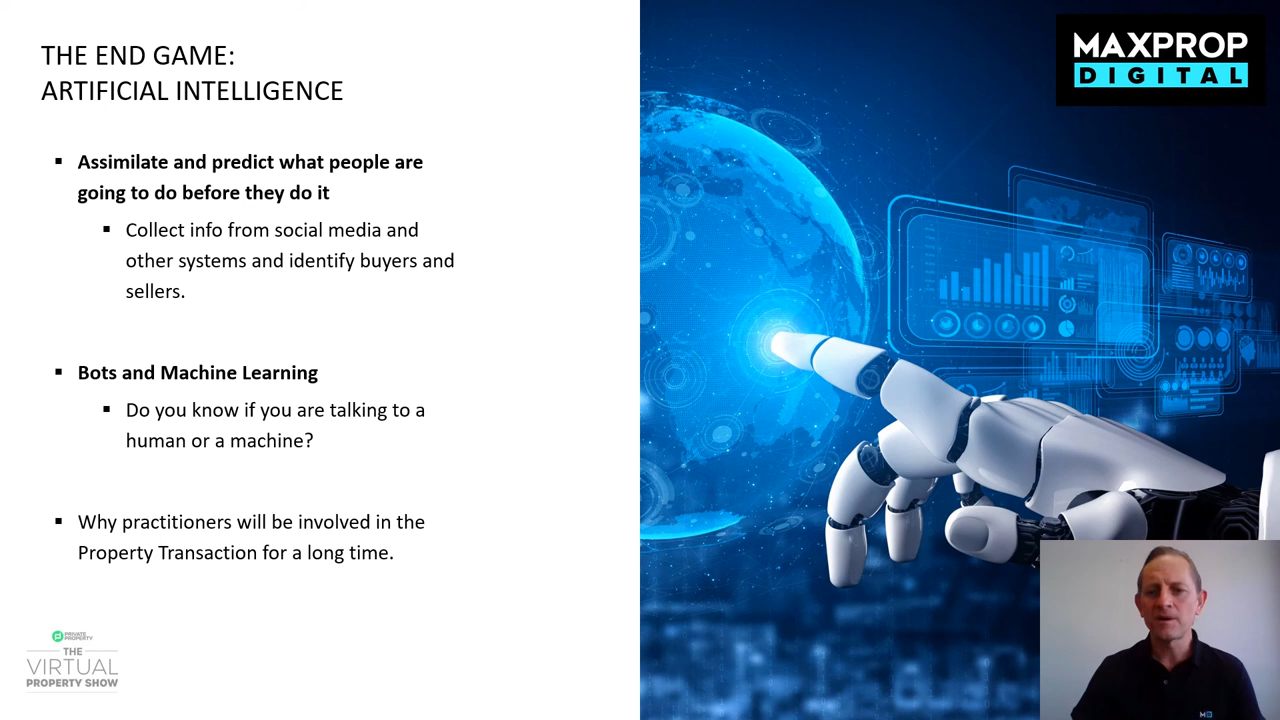 THE END GAME:
ARTIFICIAL INTELLIGENCE
Assimilate and predict what people are
going to do before they do it
Collect info from social media and
other systems and identify buyers and
sellers.
Bots and Machine Learning
Do you know if you are talking to a
human or a machine?
Why practitioners will be involved in the
Property Transaction for a long time.
PRIVATE
PROPERTY
THE
VIRTUAL
PROPERTY SHOW
MAXPROP
DIGITAL